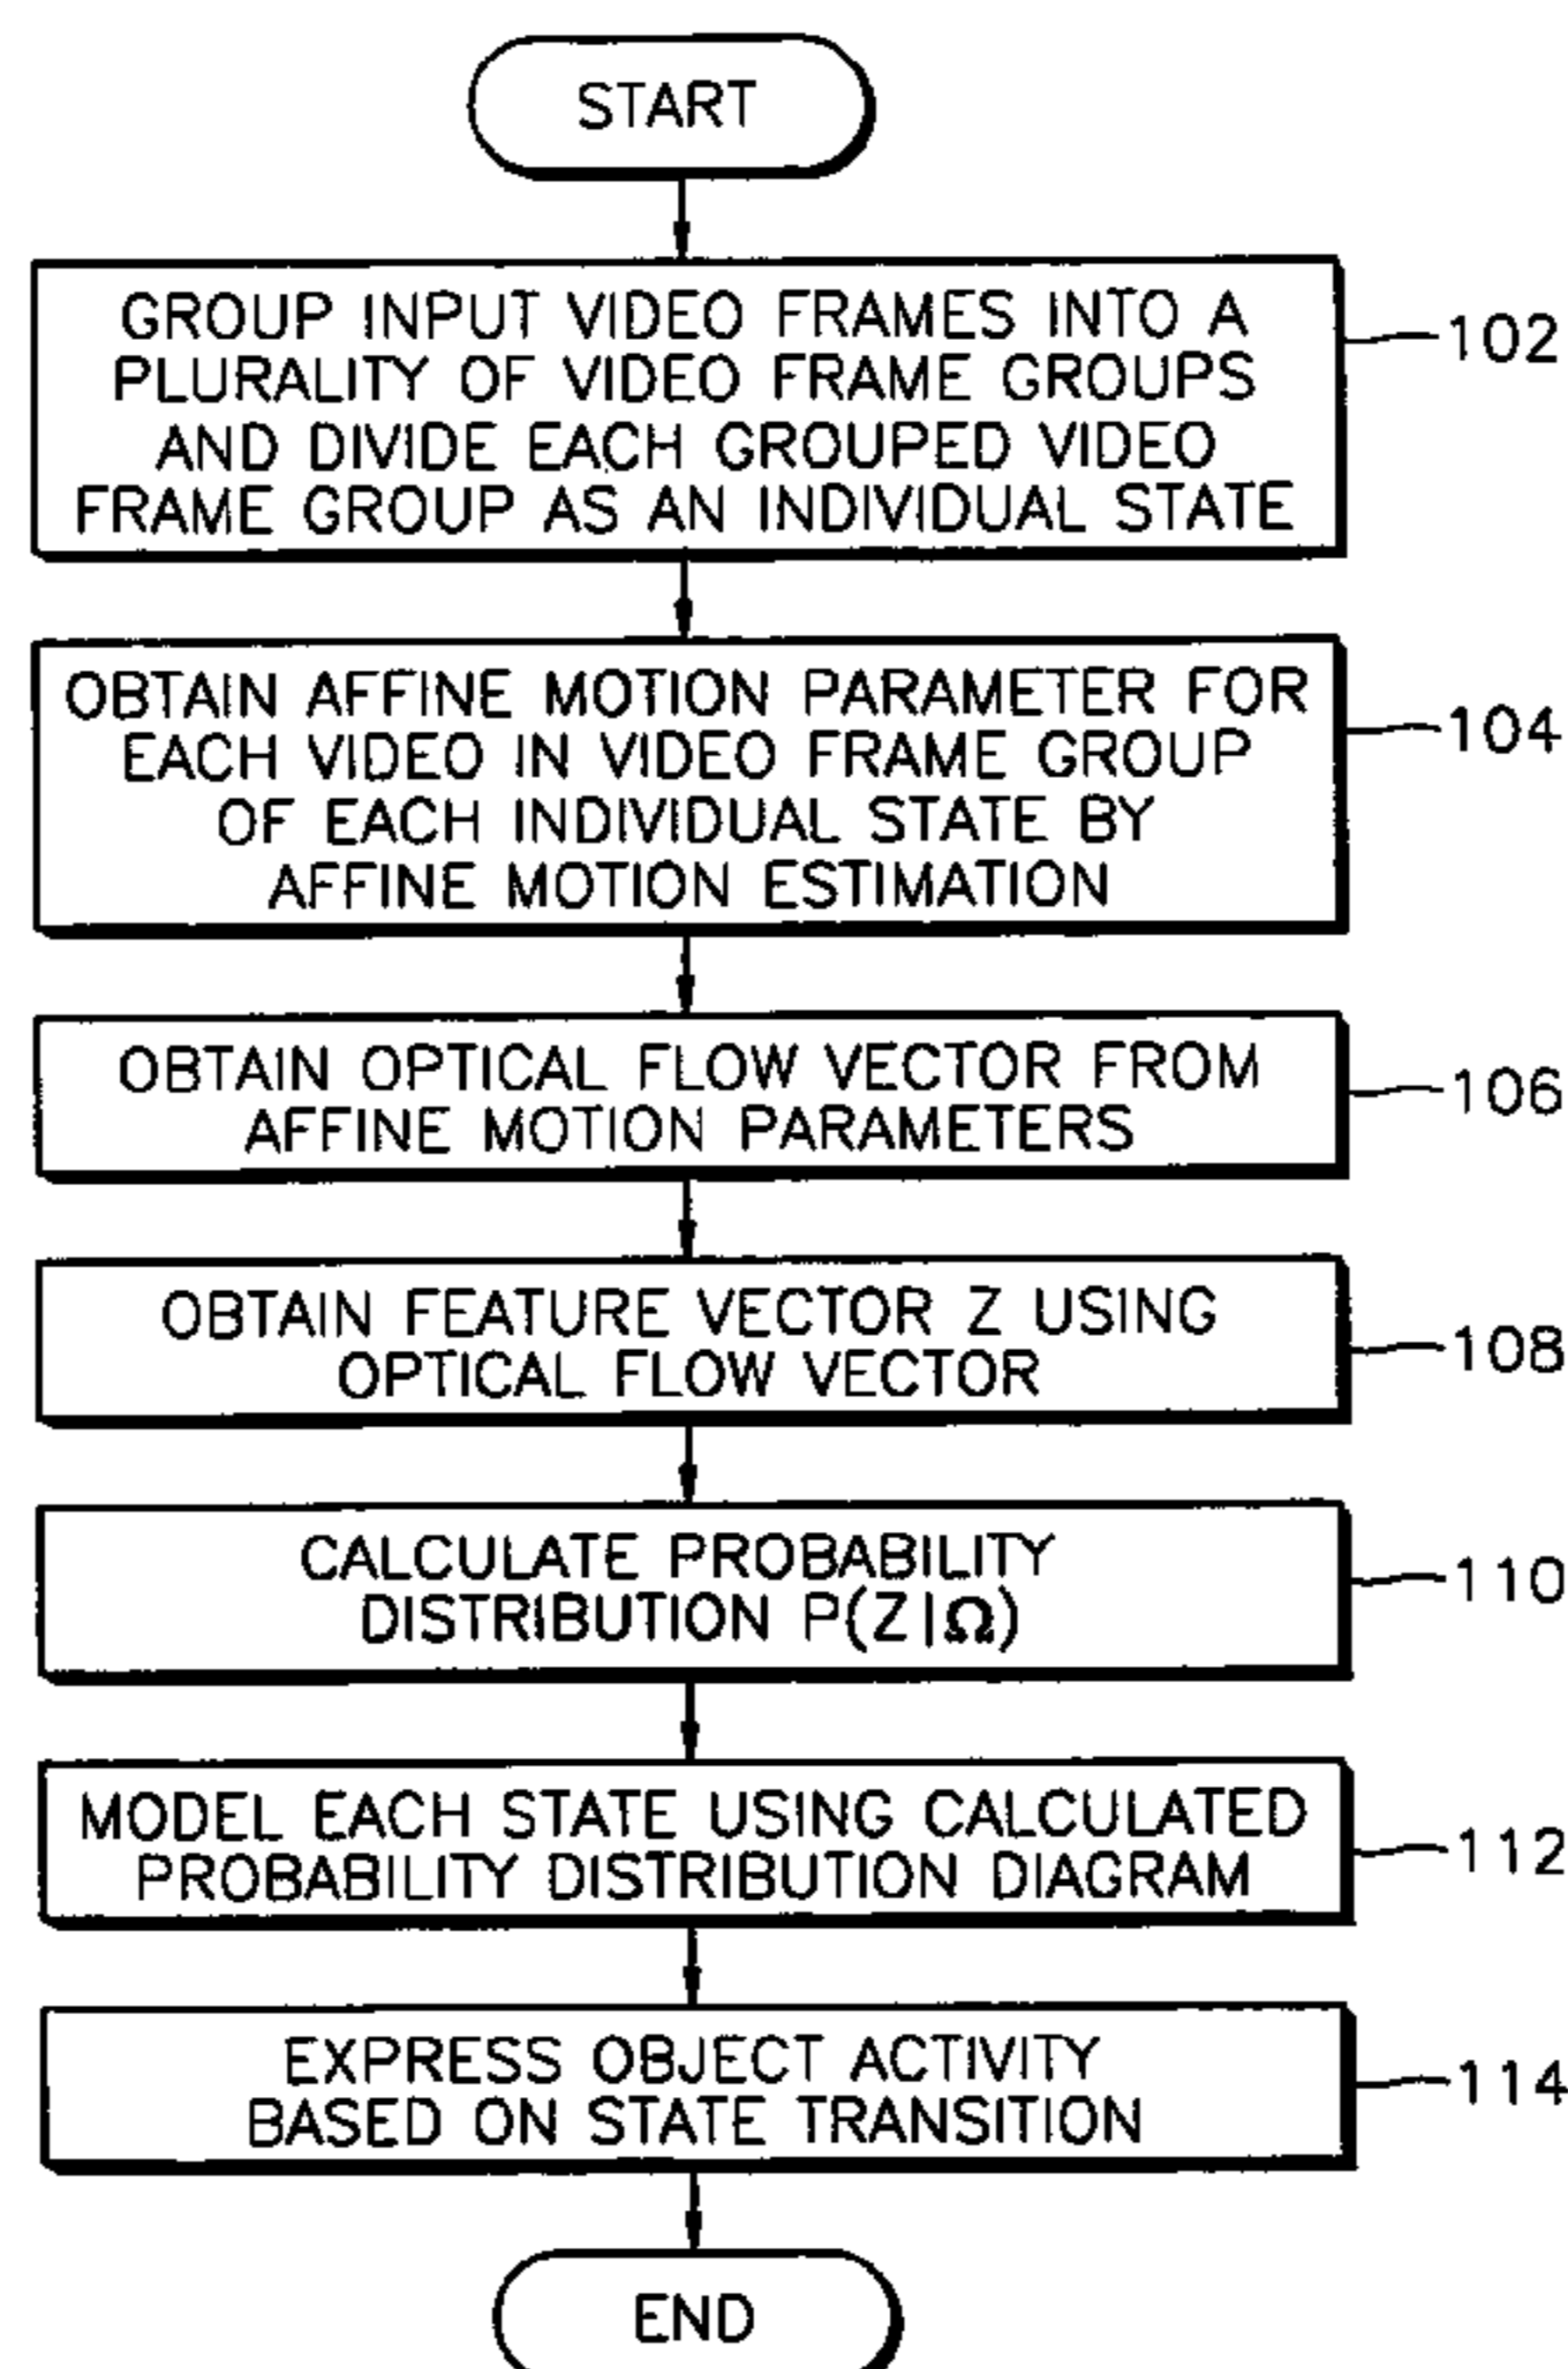 START
GROUP INPUT VIDEO FRAMES INTO A
PLURALITY OF VIDEO FRAME GROUPS
AND DIVIDE EACH GROUPED VIDEO
FRAME GROUP AS AN INDIVIDUAL STATE
102
OBTAIN AFFINE MOTION PARAMETER FOR
EACH VIDEO IN VIDEO FRAME GROUP
OF EACH INDIVIDUAL STATE BY
AFFINE MOTION ESTIMATION
104
OBTAIN OPTICAL FLOW VECTOR FROM
AFFINE MOTION PARAMETERS
106
OBTAIN FEATURE VECTOR Z USING
OPTICAL FLOW VECTOR
108
CALCULATE PROBABILITY
DISTRIBUTION P(Z|Ω)
110
MODEL EACH STATE USING CALCULATED
PROBABILITY DISTRIBUTION DIAGRAM
112
EXPRESS OBJECT ACTIVITY
BASED ON STATE TRANSITION
114
END